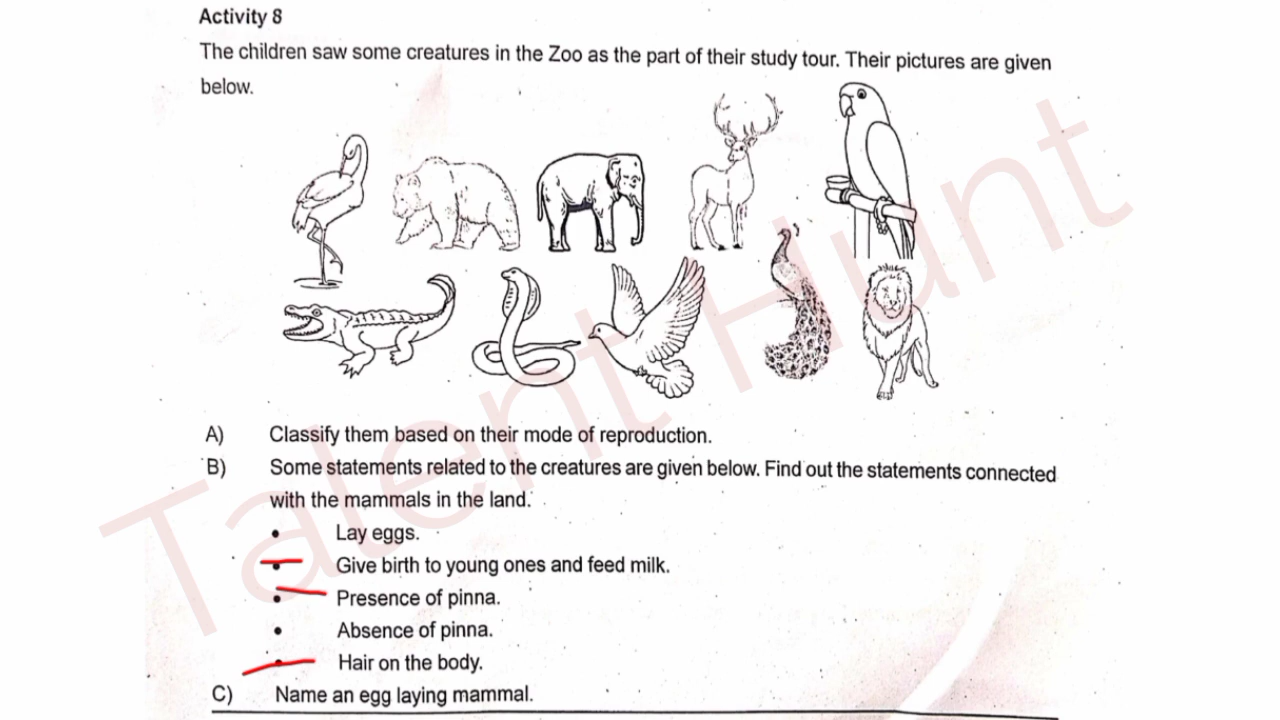 Activity 8
The children saw some creatures in the Zoo as the part of their study tour. Their pictures are given
below.
A) Classify them based on their mode of reproduction.
B) Some statements related to the creatures are given below. Find out the statements connected
with the mammals in the land.
• Lay eggs.
• Give birth to young ones and feed milk.
• Presence of pinna.
• Absence of pinna.
• Hair on the body.
C) Name an egg laying mammal.
Talent Hunt